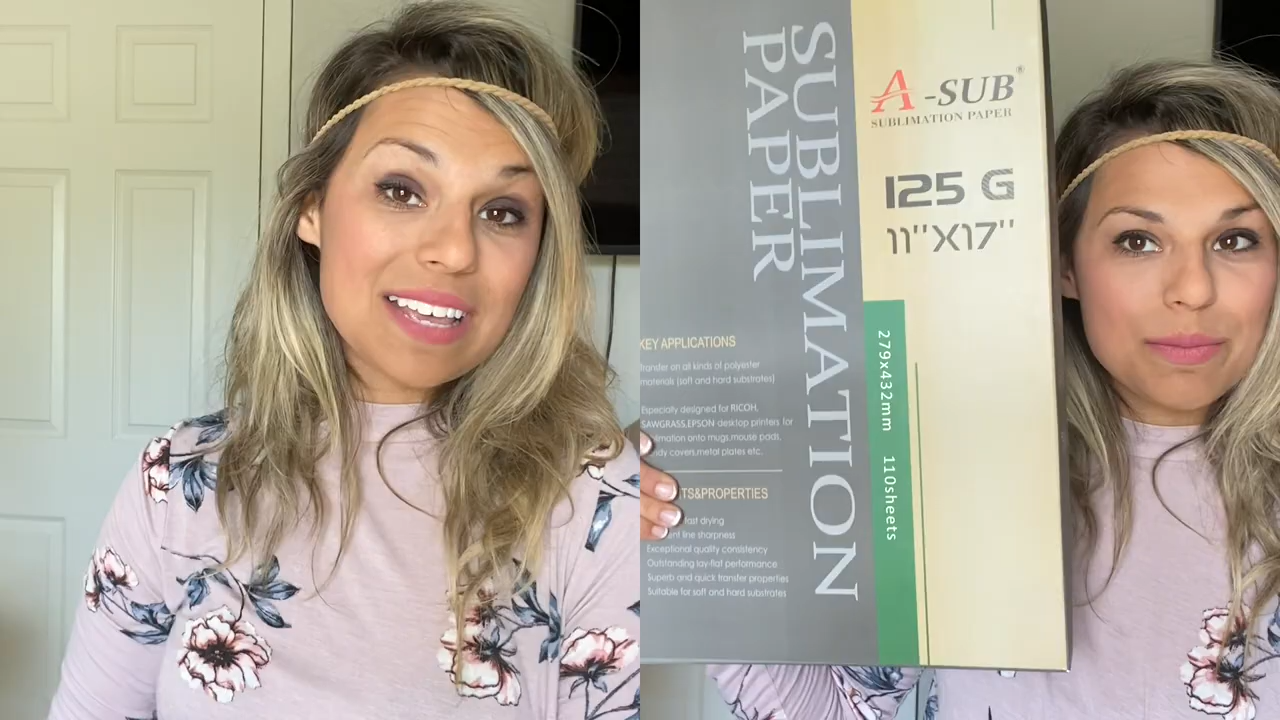 SUBLIMATION
PAPER
A-SUB®
SUBLIMATION PAPER
125 G
11"X17"
279x432mm 110sheets
KEY APPLICATIONS
transfer on all kinds of polyester
materials (soft and hard substrates)
Especially designed for RICOH,
SAWGRASS,EPSON desktop printers for
onto mugs,mouse pads,
covers,metal plates etc.
TS&PROPERTIES
fast drying
line sharpness
Exceptional quality consistency
Outstanding lay-flat performance
Superb and quick transfer properties
Suitable for soft and hard substrates